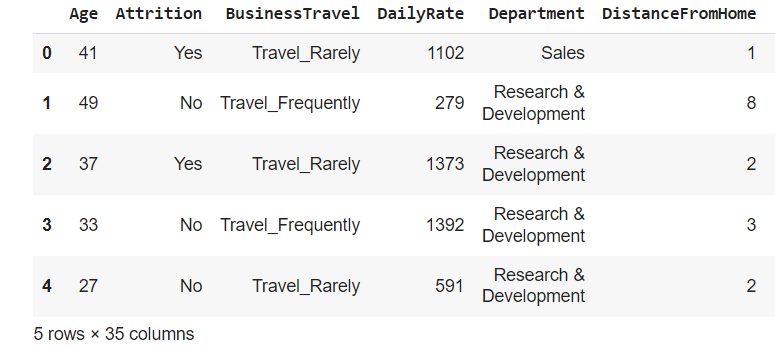 Age Attrition BusinessTravel DailyRate Department DistanceFromHome
0 41 Yes Travel_Rarely 1102 Sales 1
1 49 No Travel_Frequently 279 Research & Development 8
2 37 Yes Travel_Rarely 1373 Research & Development 2
3 33 No Travel_Frequently 1392 Research & Development 3
4 27 No Travel_Rarely 591 Research & Development 2
5 rows × 35 columns